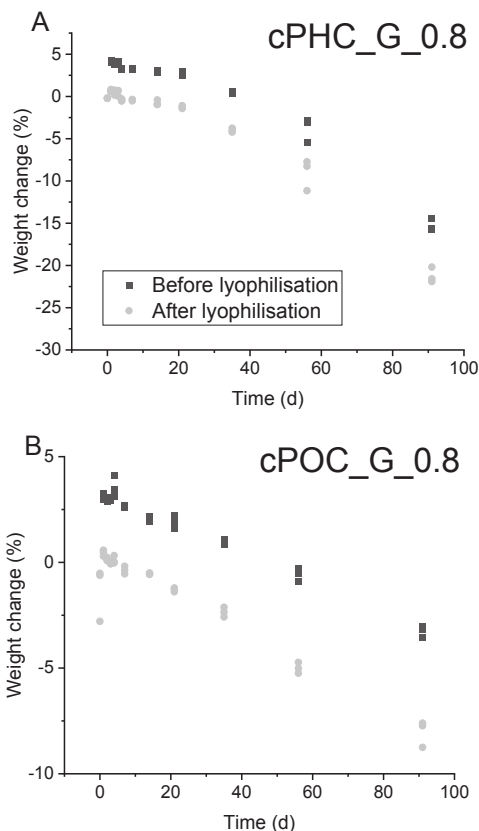 A
cPHC_G_0.8
5
0
-5
-10
-15
-20
-25
-30
Weight change (%)
Before lyophilisation
After lyophilisation
0 20 40 60 80 100
Time (d)
B
cPOC_G_0.8
5
0
-5
-10
Weight change (%)
0 20 40 60 80 100
Time (d)